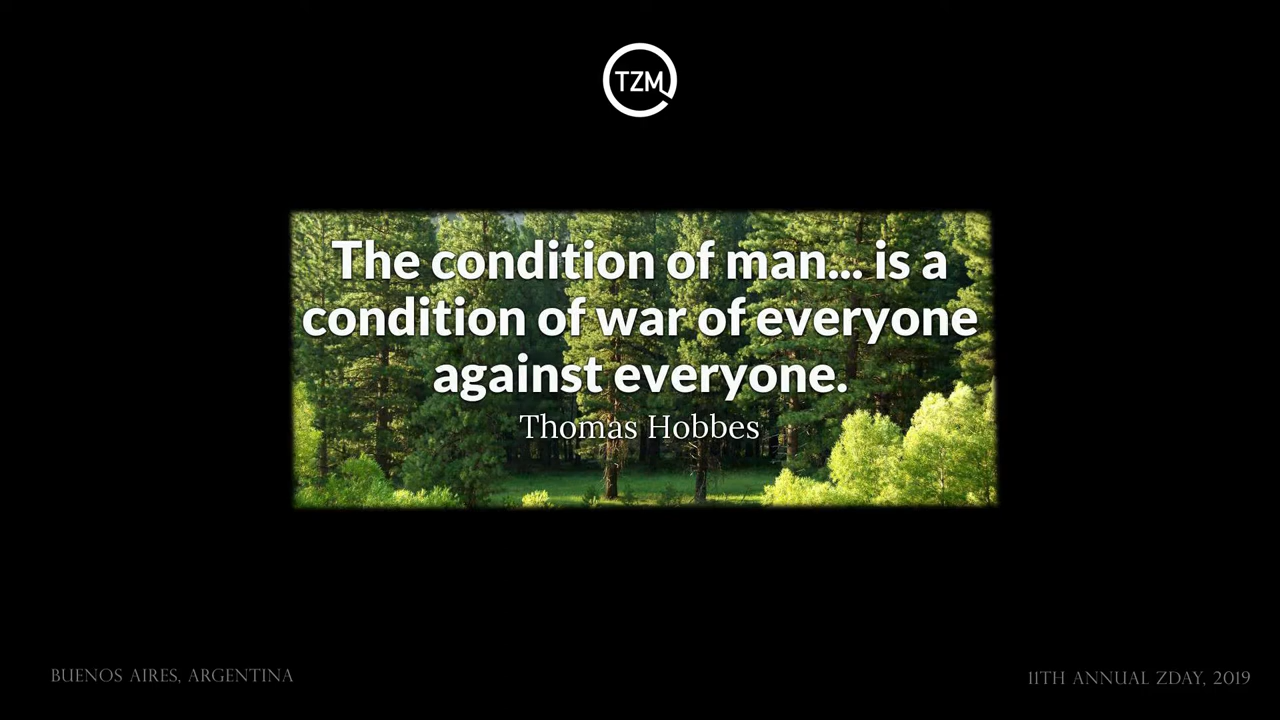 TZM
The condition of man... is a
condition of war of everyone
against everyone.
Thomas Hobbes
BUENOS AIRES, ARGENTINA
11TH ANNUAL ZDAY, 2019